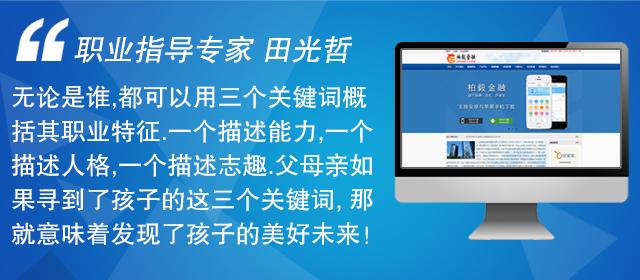 职业指导专家 田光哲
无论是谁,都可以用三个关键词概
括其职业特征.一个描述能力,一个
描述人格,一个描述志趣.父母亲如
果寻到了孩子的这三个关键词, 那
就意味着发现了孩子的美好未来!
柏毅金融